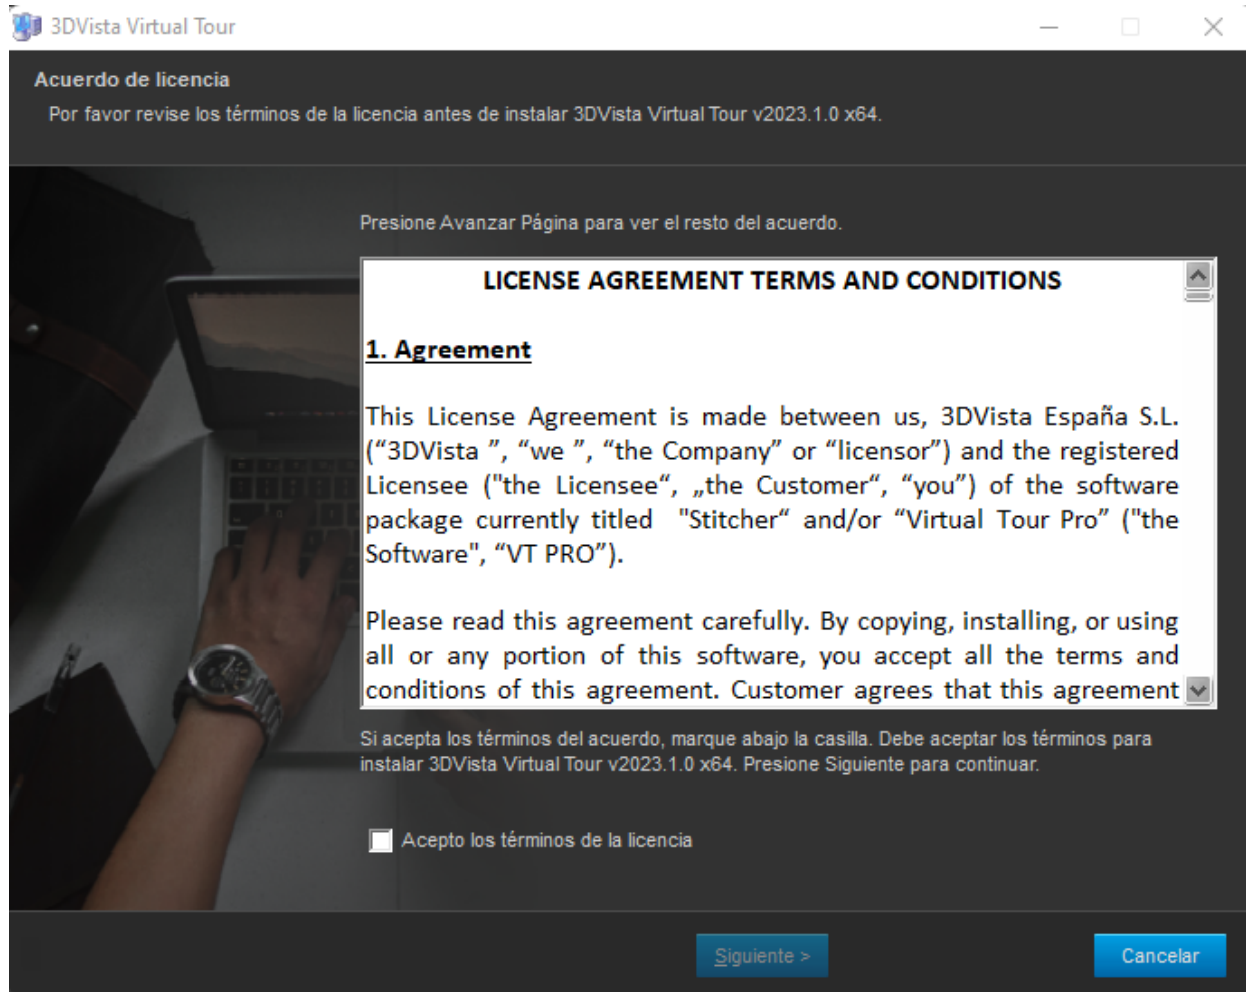 3DVista Virtual Tour
Acuerdo de licencia
Por favor revise los términos de la licencia antes de instalar 3DVista Virtual Tour v2023.1.0 x64.
Presione Avanzar Página para ver el resto del acuerdo.
LICENSE AGREEMENT TERMS AND CONDITIONS
1. Agreement
This License Agreement is made between us, 3DVista España S.L.
(“3DVista ”, “we ”, “the Company” or “licensor”) and the registered
Licensee ("the Licensee“, „the Customer“, “you”) of the software
package currently titled "Stitcher“ and/or “Virtual Tour Pro” ("the
Software", “VT PRO”).
Please read this agreement carefully. By copying, installing, or using
all or any portion of this software, you accept all the terms and
conditions of this agreement. Customer agrees that this agreement
Si acepta los términos del acuerdo, marque abajo la casilla. Debe aceptar los términos para
instalar 3DVista Virtual Tour v2023.1.0 x64. Presione Siguiente para continuar.
Acepto los términos de la licencia
Siguiente >
Cancelar